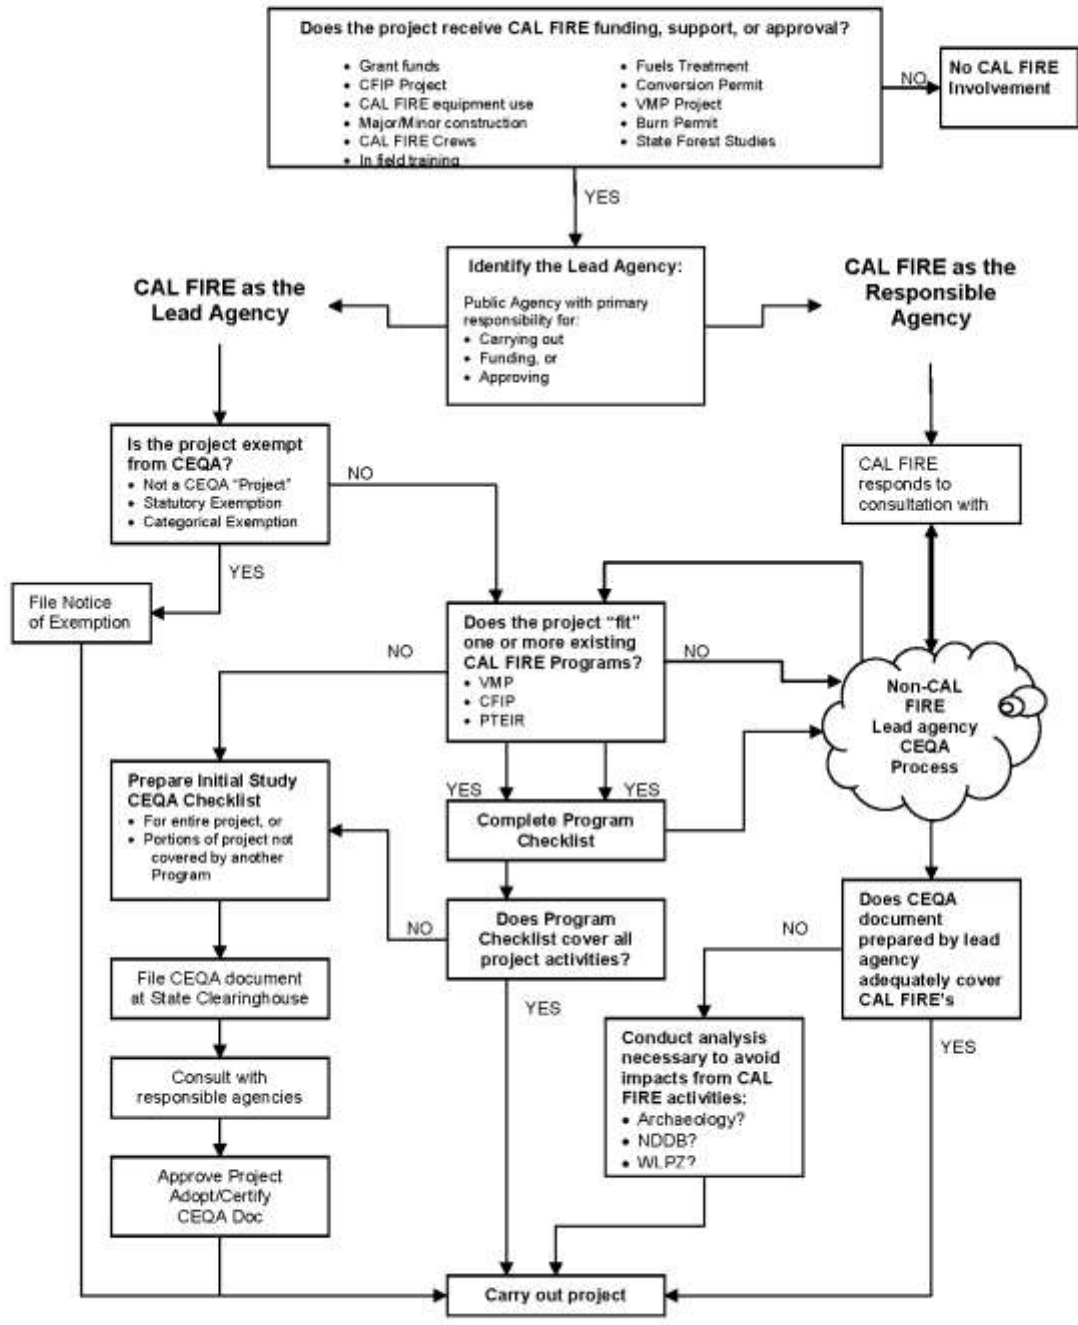 Does the project receive CAL FIRE funding, support, or approval?
• Grant funds
• CFIP Project
• CAL FIRE equipment use
• Major/Minor construction
• CAL FIRE Crews
• In field training
• Fuels Treatment
• Conversion Permit
• VMP Project
• Burn Permit
• State Forest Studies
NO
No CAL FIRE
Involvement
YES
Identify the Lead Agency:
Public Agency with primary
responsibility for:
• Carrying out
• Funding, or
• Approving
CAL FIRE as the
Lead Agency
CAL FIRE as the
Responsible
Agency
Is the project exempt
from CEQA?
• Not a CEQA “Project”
• Statutory Exemption
• Categorical Exemption
NO
YES
CAL FIRE
responds to
consultation with
File Notice
of Exemption
Does the project “fit”
one or more existing
CAL FIRE Programs?
• VMP
• CFIP
• PTEIR
NO
NO
Non-CAL
FIRE
Lead agency
CEQA
Process
YES
YES
Prepare Initial Study
CEQA Checklist
• For entire project, or
• Portions of project not
covered by another
Program
Complete Program
Checklist
NO
Does Program
Checklist cover all
project activities?
YES
Does CEQA
document
prepared by lead
agency
adequately cover
CAL FIRE's
NO
YES
File CEQA document
at State Clearinghouse
Conduct analysis
necessary to avoid
impacts from CAL
FIRE activities:
• Archaeology?
• NDDB?
• WLPZ?
Consult with
responsible agencies
Approve Project
Adopt/Certify
CEQA Doc
Carry out project